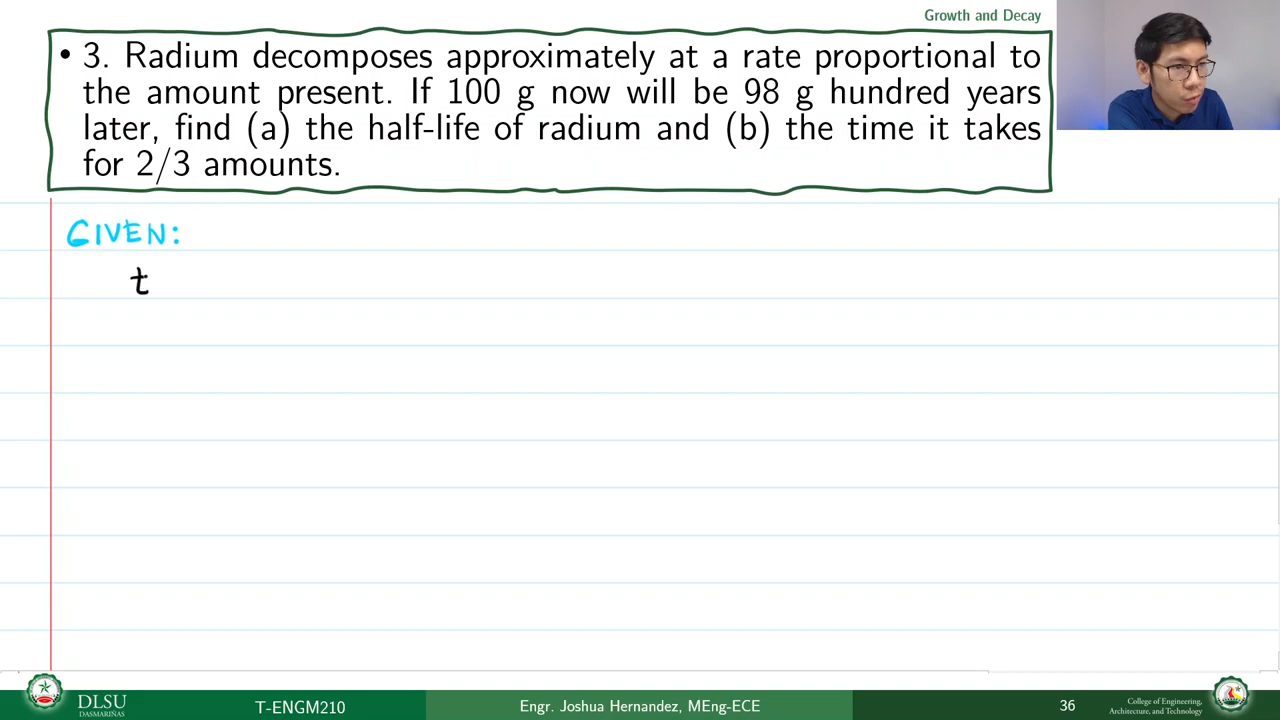 Growth and Decay
• 3. Radium decomposes approximately at a rate proportional to
the amount present. If 100 g now will be 98 g hundred years
later, find (a) the half-life of radium and (b) the time it takes
for 2/3 amounts.
GIVEN:
t
DLSU
DASMARIÑAS
T-ENGM210
Engr. Joshua Hernandez, MEng-ECE
36
College of Engineering,
Architecture, and Technology